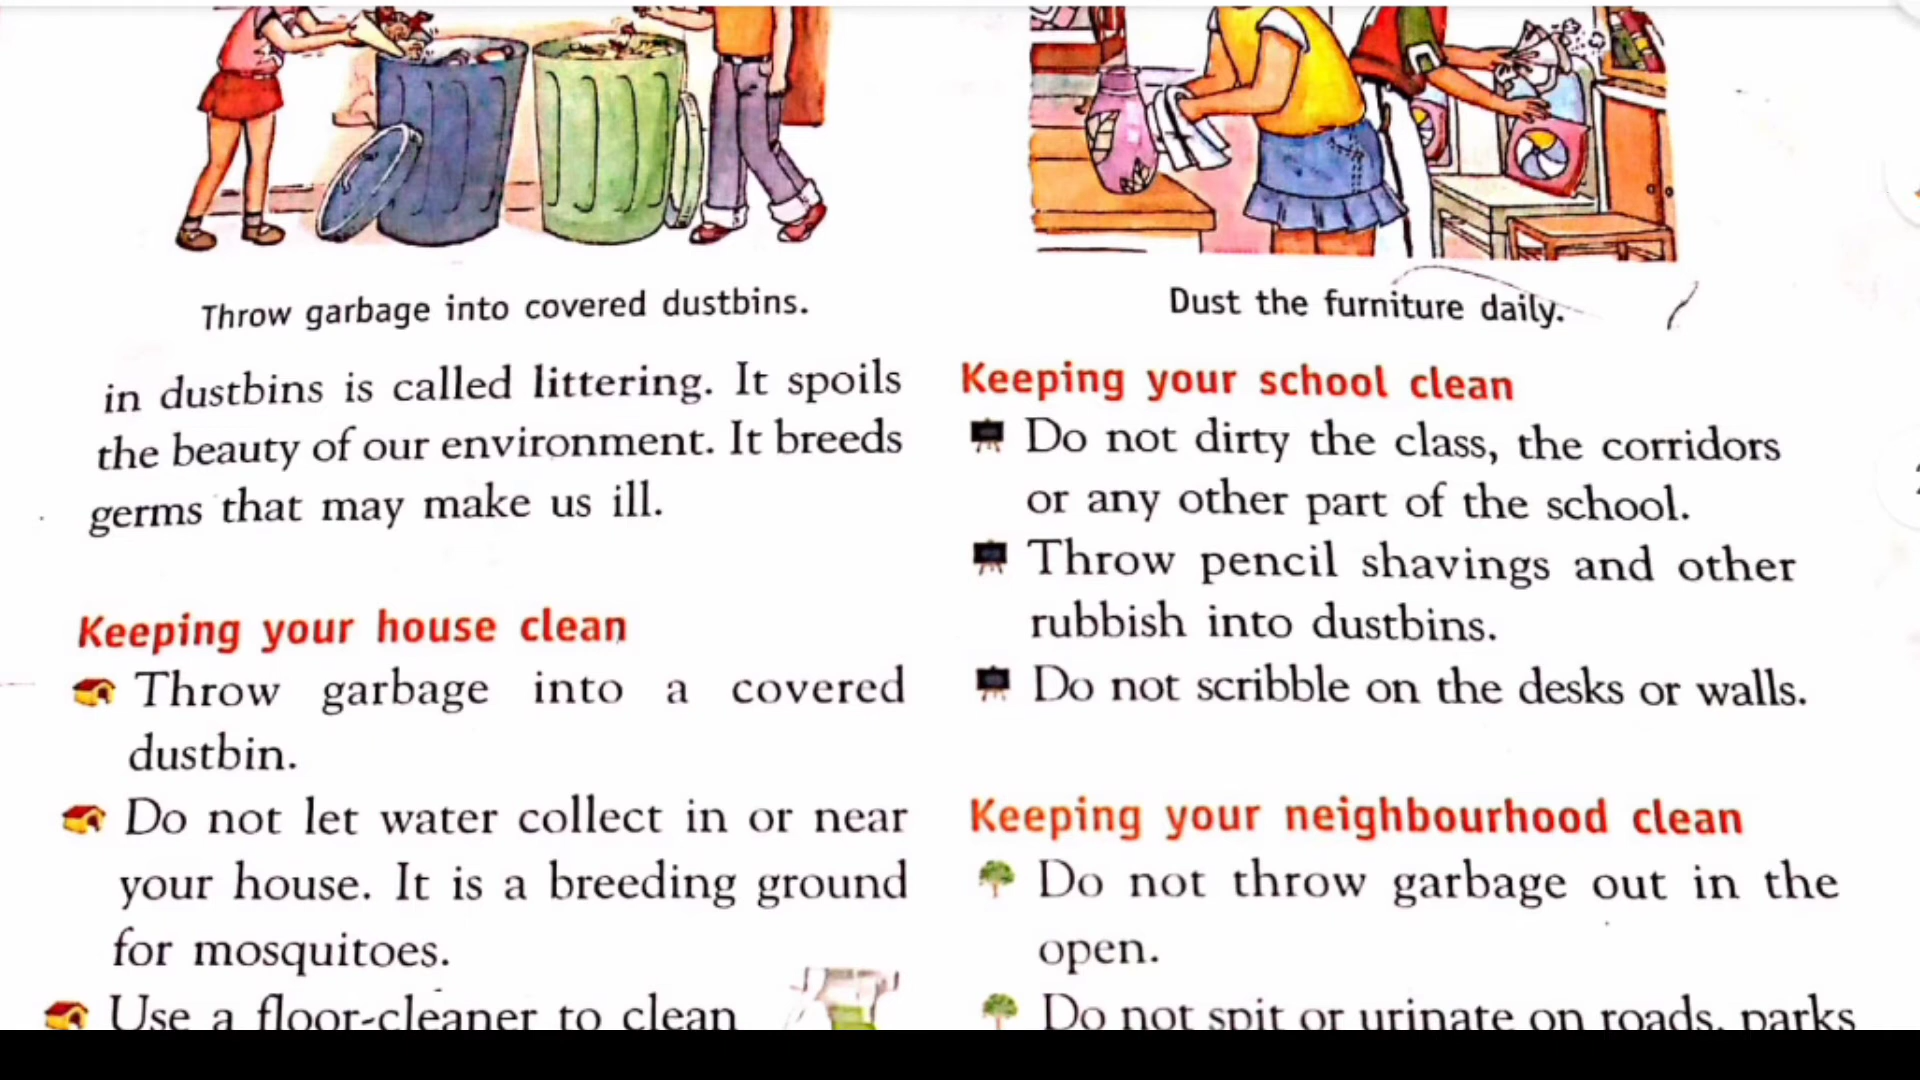 Throw garbage into covered dustbins.
in dustbins is called littering. It spoils
the beauty of our environment. It breeds
germs that may make us ill.
Keeping your house clean
Throw garbage into a covered
dustbin.
Do not let water collect in or near
your house. It is a breeding ground
for mosquitoes.
Use a floor-cleaner to clean
Dust the furniture daily.
Keeping your school clean
Do not dirty the class, the corridors
or any other part of the school.
Throw pencil shavings and other
rubbish into dustbins.
Do not scribble on the desks or walls.
Keeping your neighbourhood clean
Do not throw garbage out in the
open.
Do not spit or urinate on roads, parks